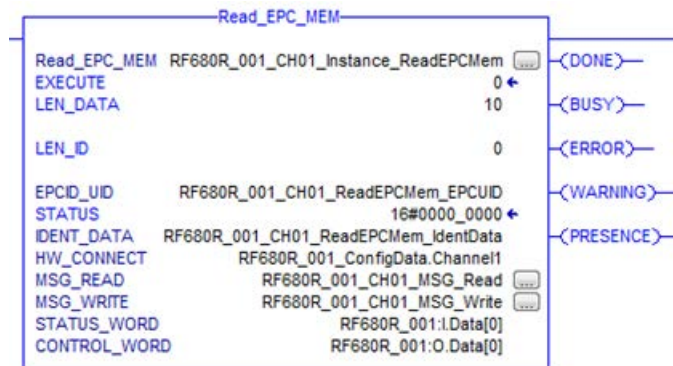 Read_EPC_MEM
Read_EPC_MEM RF680R_001_CH01_Instance_ReadEPCMem ... (DONE)
EXECUTE 0
LEN_DATA 10 (BUSY)
LEN_ID 0 (ERROR)
EPCID_UID RF680R_001_CH01_ReadEPCMem_EPCUID (WARNING)
STATUS 16#0000_0000
IDENT_DATA RF680R_001_CH01_ReadEPCMem_IdentData (PRESENCE)
HW_CONNECT RF680R_001_ConfigData.Channel1
MSG_READ RF680R_001_CH01_MSG_Read ...
MSG_WRITE RF680R_001_CH01_MSG_Write ...
STATUS_WORD RF680R_001:I.Data[0]
CONTROL_WORD RF680R_001:O.Data[0]